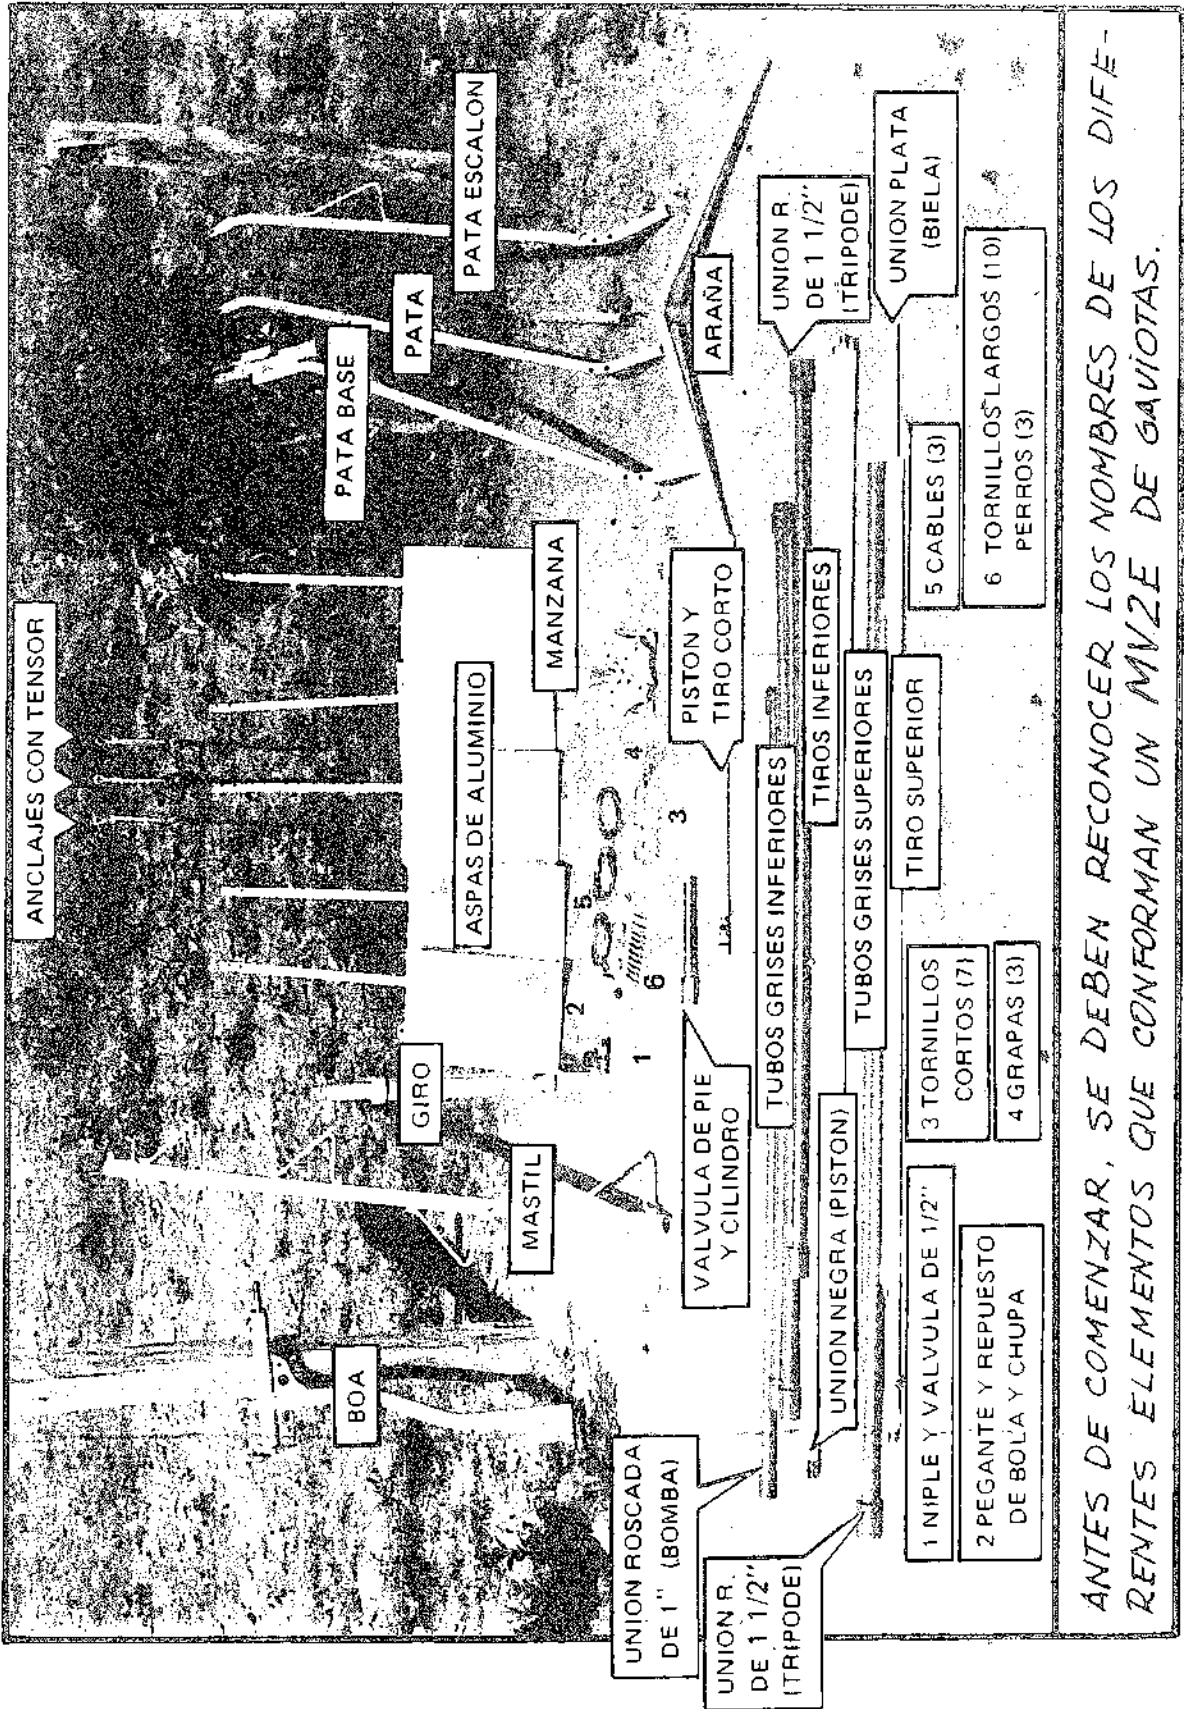 ANCLAJES CON TENSOR
PATA ESCALON
PATA
PATA BASE
ASPAS DE ALUMINIO
MANZANA
GIRO
MASTIL
BOA
ARAÑA
PISTON Y
TIRO CORTO
UNION R.
DE 1 1/2"
(TRIPODE)
UNION PLATA
(BIELA)
1
2
3
4
5
6
VALVULA DE PIE
Y CILINDRO
TUBOS GRISES INFERIORES
TIROS INFERIORES
TUBOS GRISES SUPERIORES
TIRO SUPERIOR
UNION NEGRA (PISTON)
UNION ROSCADA
DE 1" (BOMBA)
UNION R.
DE 1 1/2"
(TRIPODE)
1 NIPLE Y VALVULA DE 1/2"
2 PEGANTE Y REPUESTO
DE BOLA Y CHUPA
3 TORNILLOS
CORTOS (7)
4 GRAPAS (3)
5 CABLES (3)
6 TORNILLOS LARGOS (10)
PERROS (3)
ANTES DE COMENZAR, SE DEBEN RECONOCER LOS NOMBRES DE LOS DIFE-
RENTES ELEMENTOS QUE CONFORMAN UN MV2E DE GAVIOTAS.